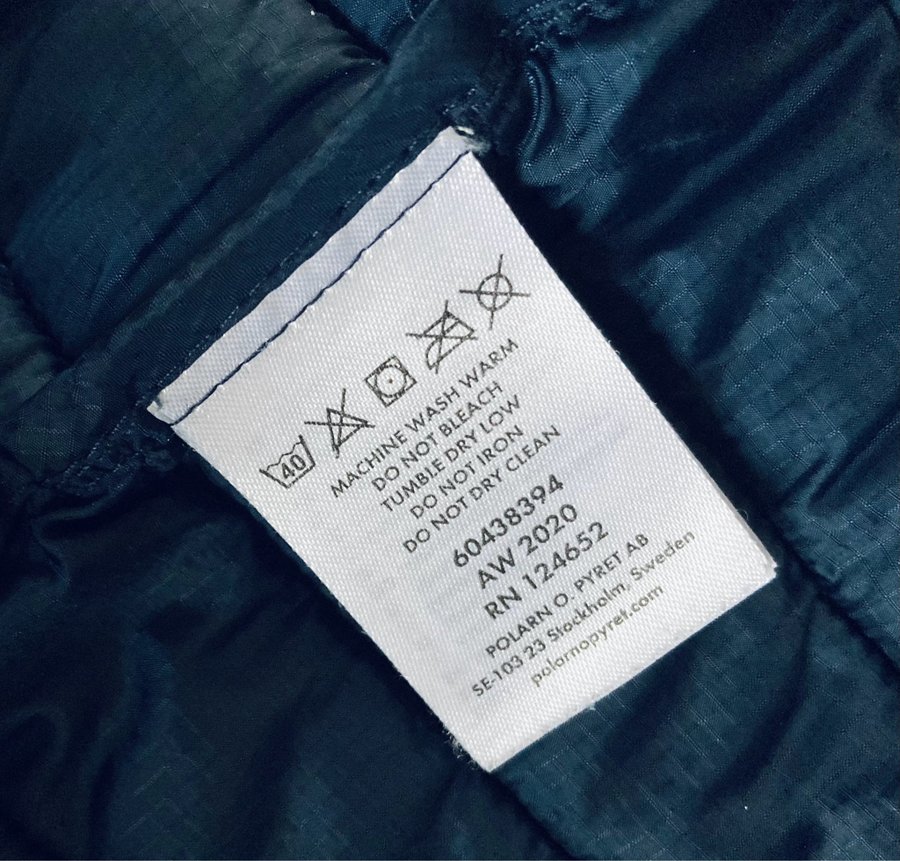 40
MACHINE WASH WARM
DO NOT BLEACH
TUMBLE DRY LOW
DO NOT IRON
DO NOT DRY CLEAN
60438394
AW 2020
RN 124652
POLARN O. PYRET AB
SE-103 23 Stockholm, Sweden
polarnopyret.com